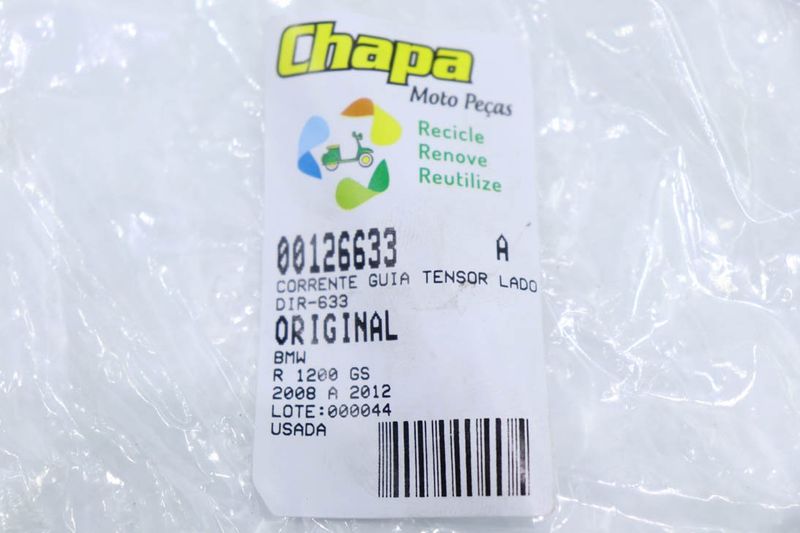 Chapa
Moto Peças
Recicle
Renove
Reutilize
00126633 A
CORRENTE GUIA TENSOR LADO
DIR-633
ORIGINAL
BMW
R 1200 GS
2008 A 2012
LOTE:000044
USADA